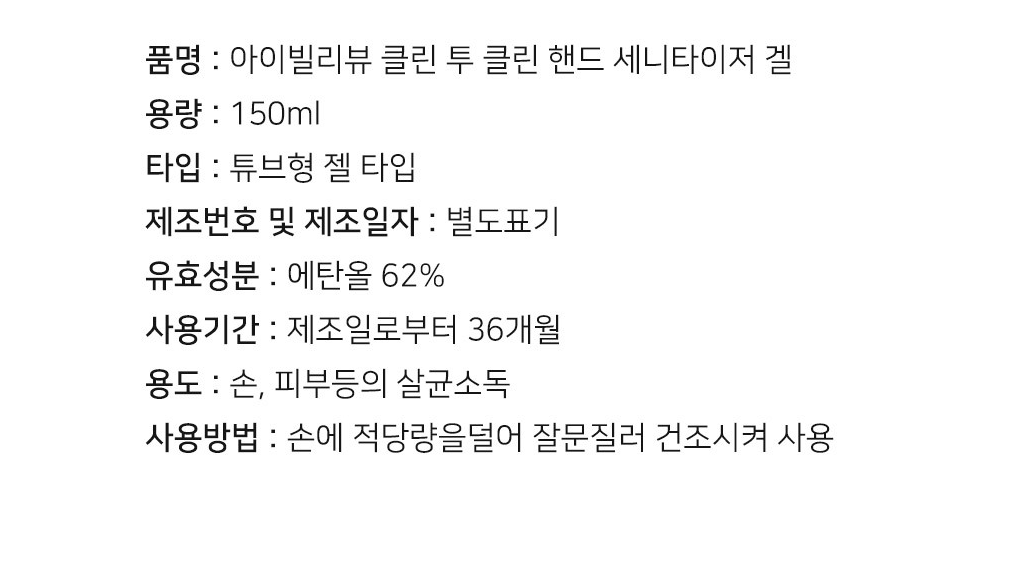 품명 : 아이빌리뷰 클린 투 클린 핸드 세니타이저 겔
용량 : 150ml
타입 : 튜브형 젤 타입
제조번호 및 제조일자 : 별도표기
유효성분 : 에탄올 62%
사용기간 : 제조일로부터 36개월
용도 : 손, 피부등의 살균소독
사용방법 : 손에 적당량을덜어 잘문질러 건조시켜 사용